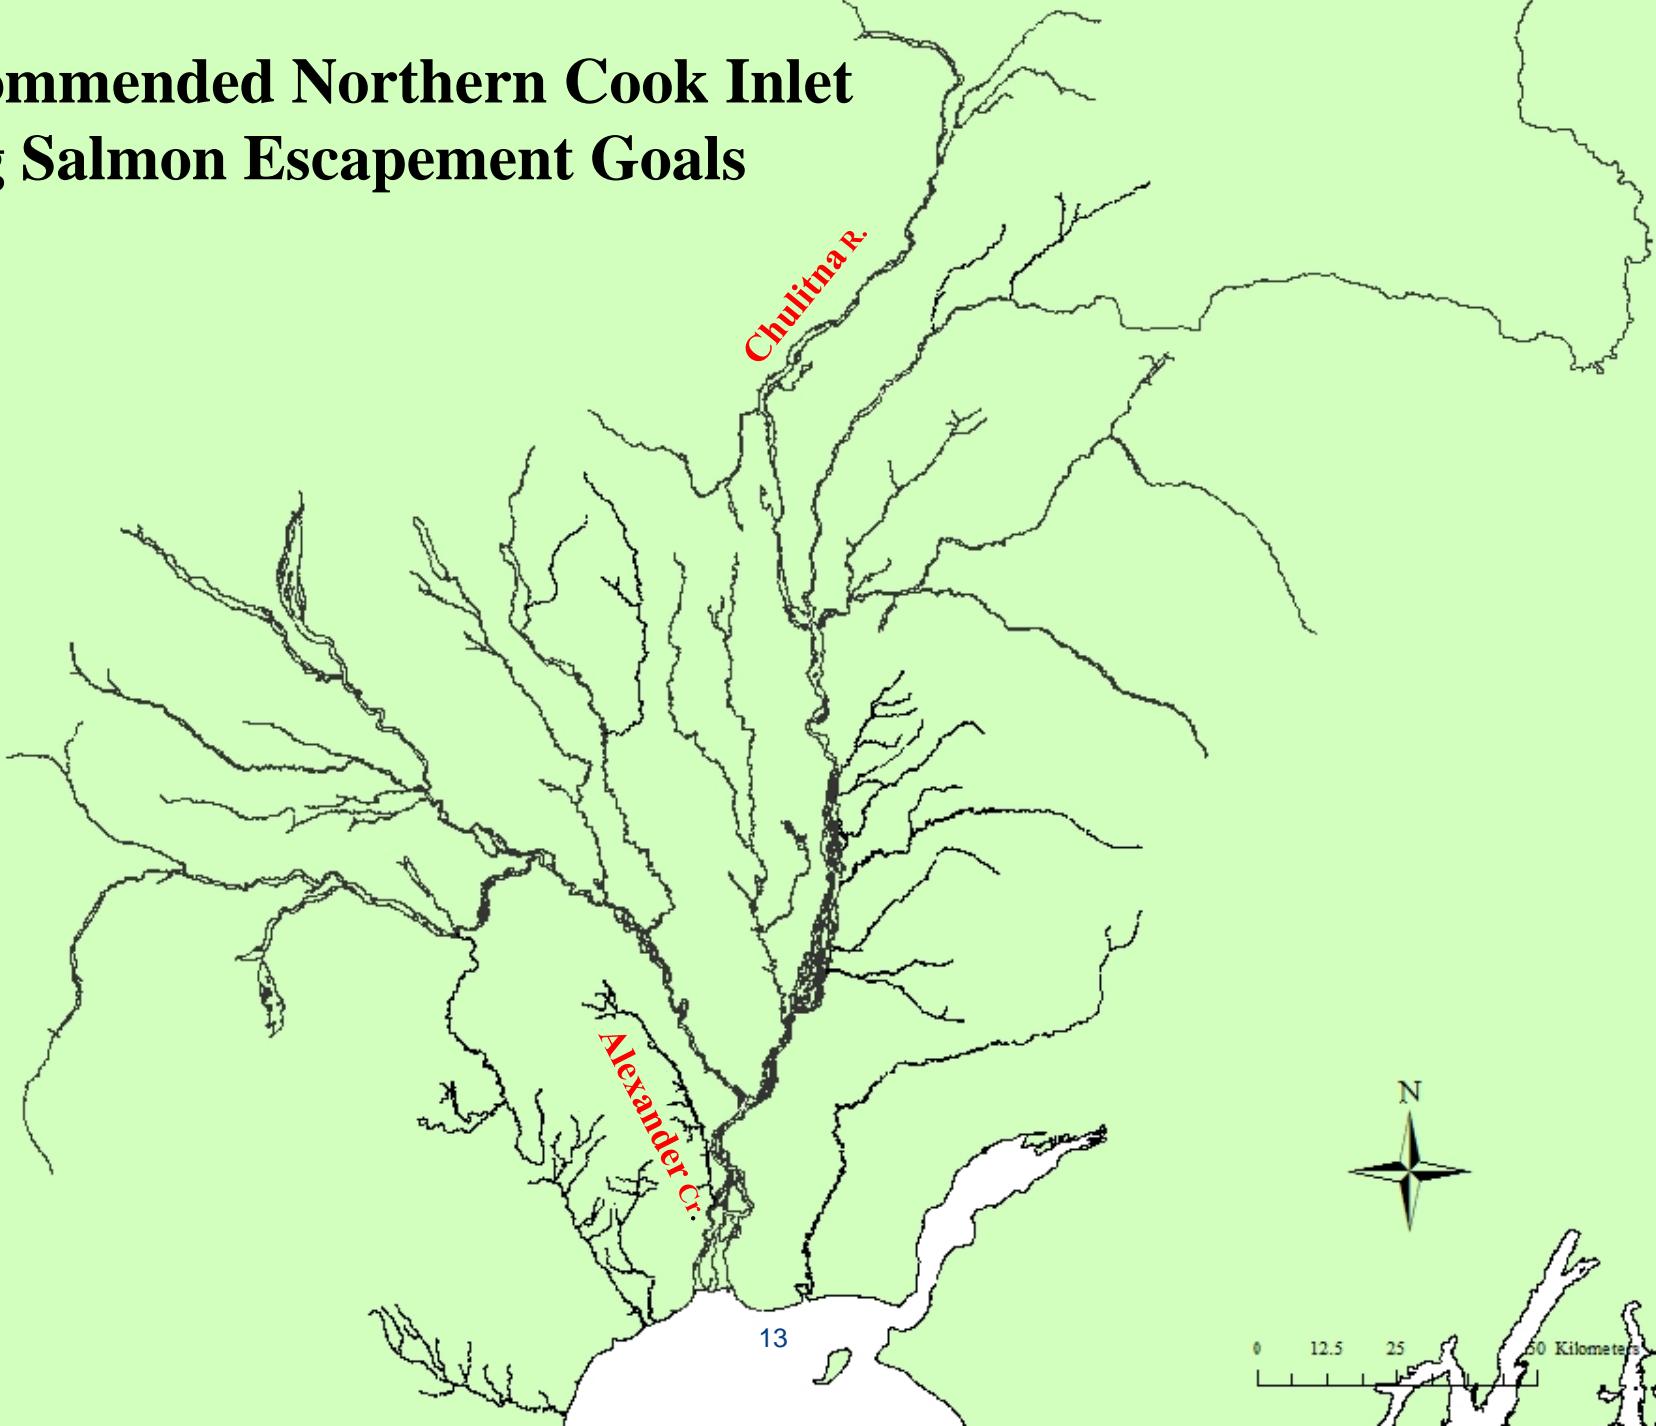 ommended Northern Cook Inlet
Salmon Escapement Goals
Chulitna R.
Alexander Cr.
N
13
0 12.5 25 50 Kilometers